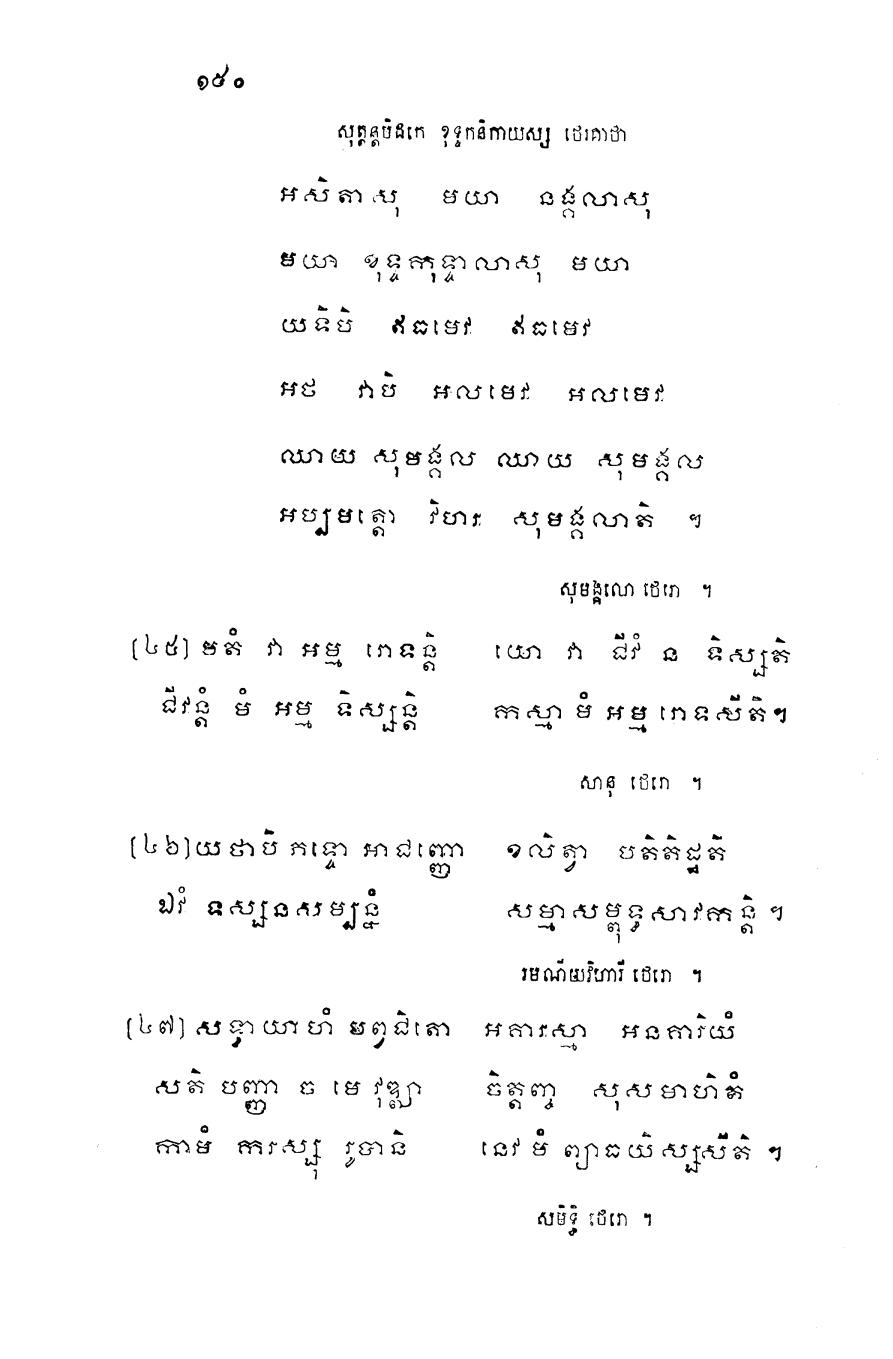 ១៥០
សុត្តន្តបិដកេ ខុទ្ទកនិកាយស្ស ថេរគាថា
អសិតាសុ មយា នង្គលាសុ
មយា ខុទ្ទកុទ្ទាលាសុ មយា
យទិបិ ឥធមេវ ឥធមេវ
អថ វាបិ អលមេវ អលមេវ
ឈាយ សុមង្គល ឈាយ សុមង្គល
អប្បមត្តោ វិហរ សុមង្គលាតិ ៗ
សុមង្គលោ ថេរោ ។
[៤៥] មតំ វា អម្ម រោទន្តិ យោ វា ជីវំ ន ទិស្សតិ
ជីវន្តំ មំ អម្ម ទិស្សន្តិ កស្មា មំ អម្ម រោទសីតិ។
សានុ ថេរោ ។
[៤៦] យថាបិ ភទ្ទោ អាជញ្ញោ ខលិត្វា បតិតិដ្ឋតិ
ឯវំ ទស្សនសម្បន្នំ សម្មាសម្ពុទ្ធសាវកន្តិ ។
រមណីយវិហារី ថេរោ ។
[៤៧] សទ្ធាយាហំ បព្វជិតោ អគារស្មា អនគារិយំ
សតិ បញ្ញា ច មេ វុឌ្ឍា ចិត្តញ្ច សុសមាហិតំ
កាមំ ករស្សុ រូបានិ នេវ មំ ព្យាធយិស្សសីតិ ។
សមិទ្ធិ ថេរោ ។